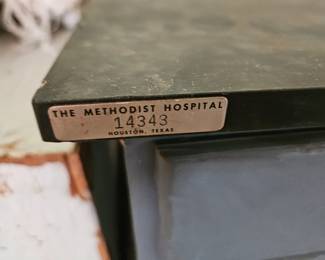 THE METHODIST HOSPITAL
14343
HOUSTON, TEXAS